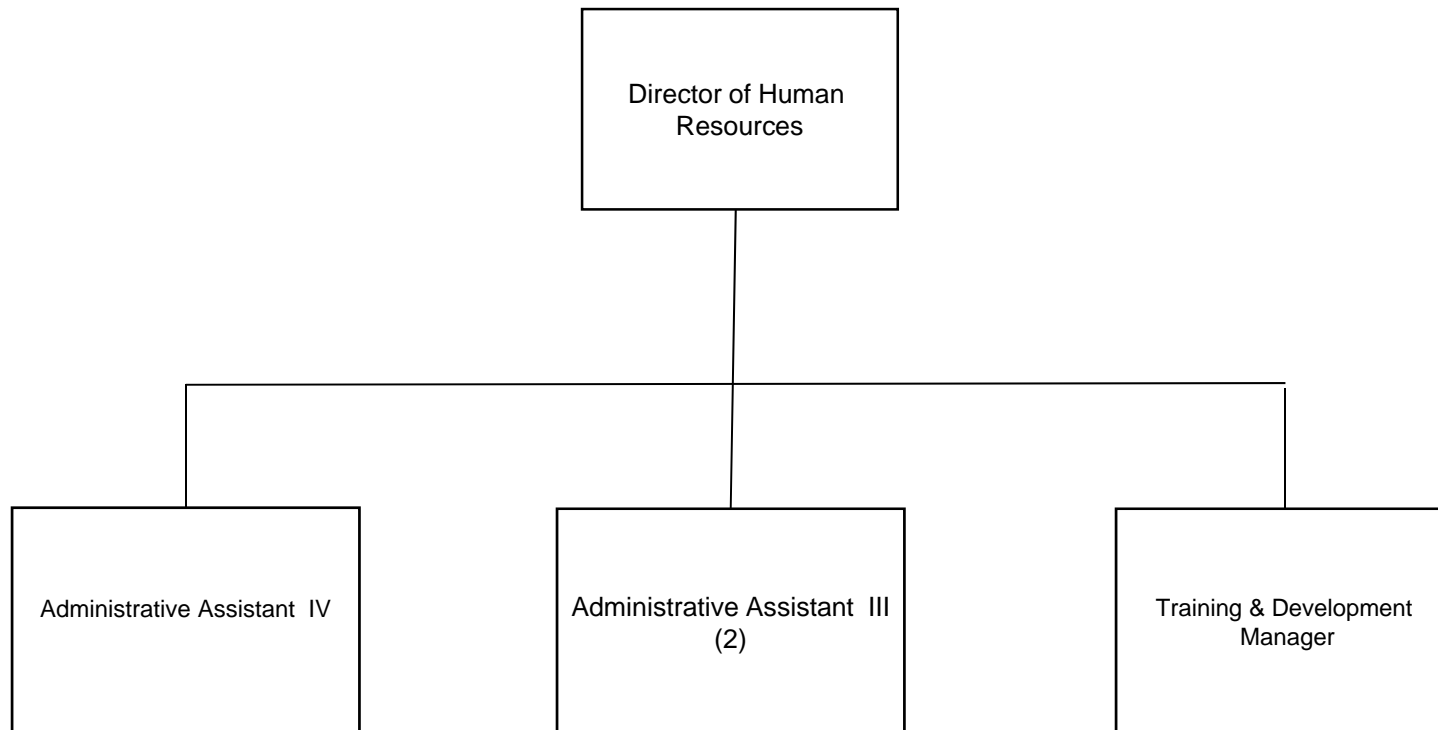 Director of Human
Resources
Administrative Assistant  IV
Administrative Assistant  III
(2)
Training & Development
Manager